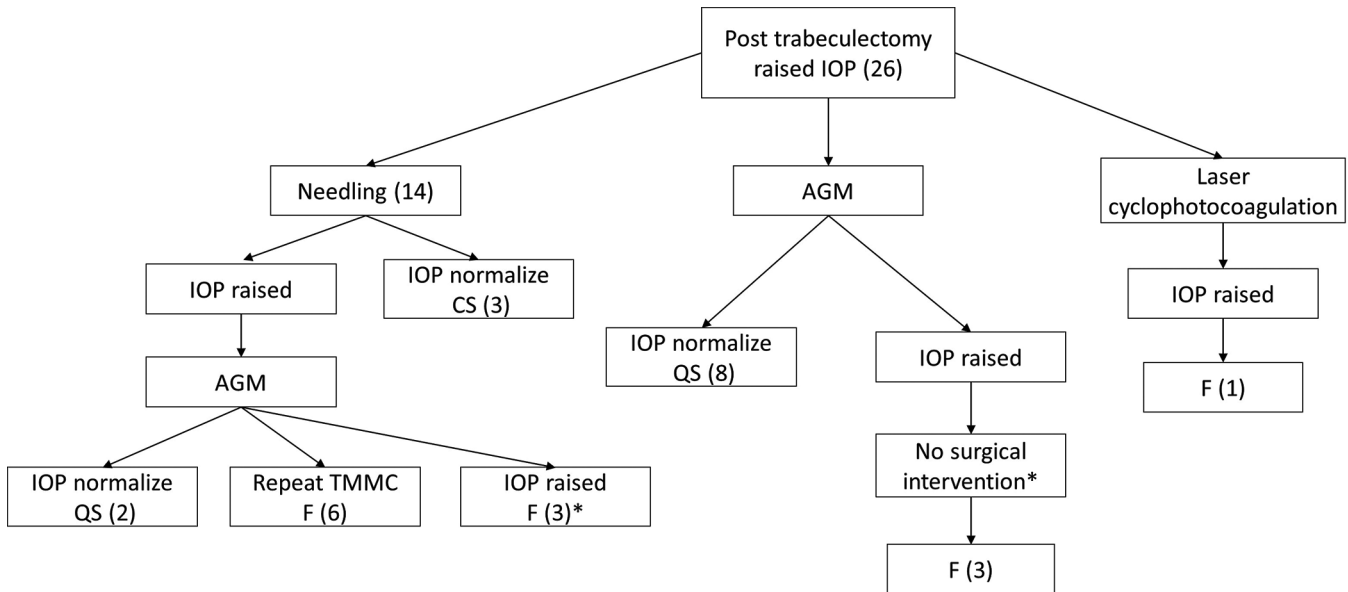 Post trabeculectomy
raised IOP (26)
Needling (14)
AGM
Laser
cyclophotocoagulation
IOP raised
IOP normalize
CS (3)
IOP raised
AGM
IOP normalize
QS (8)
IOP raised
F (1)
IOP normalize
QS (2)
Repeat TMMC
F (6)
IOP raised
F (3)*
No surgical
intervention*
F (3)